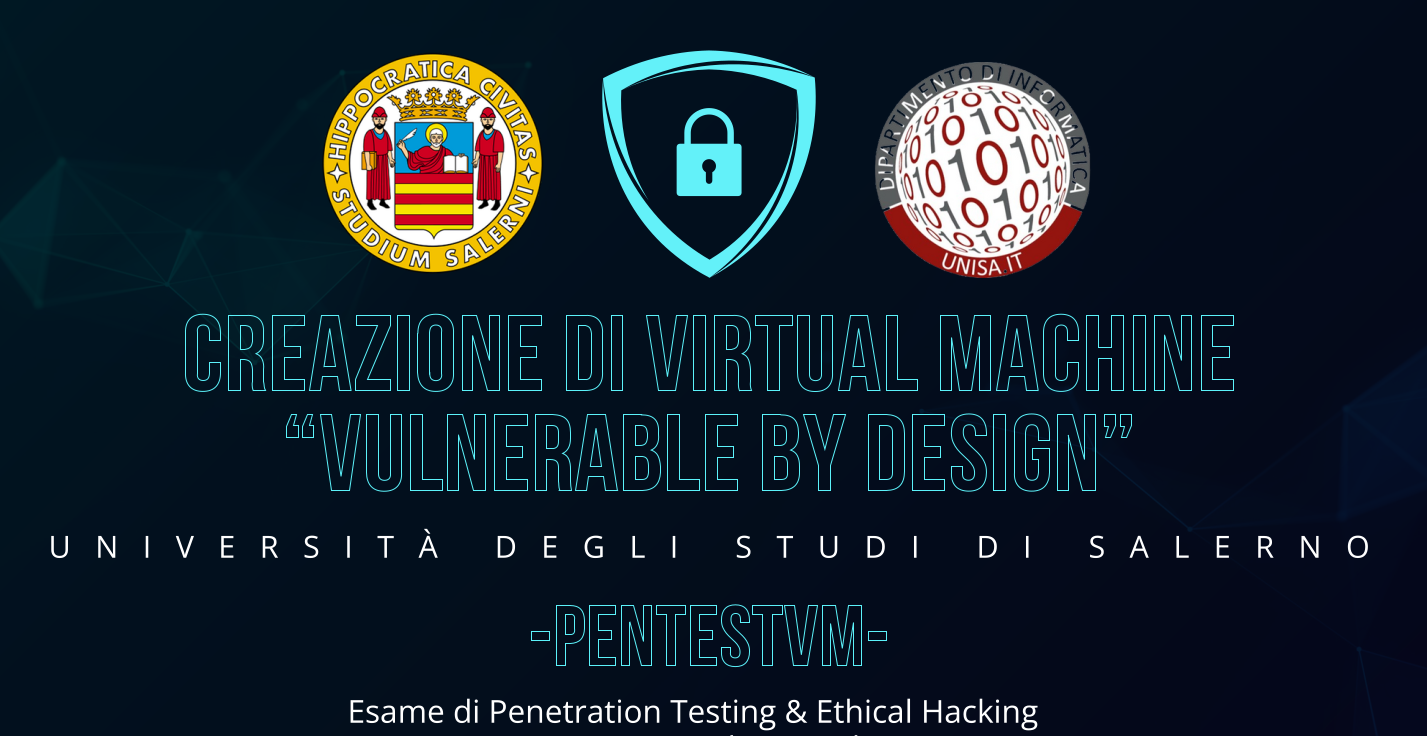 HIPPOCRATICA CIVITAS
STUDIUM SALERNI
DIPARTIMENTO DI INFORMATICA
UNISA.IT
CREAZIONE DI VIRTUAL MACHINE
“VULNERABLE BY DESIGN”
UNIVERSITÀ DEGLI STUDI DI SALERNO
-PENTESTVM-
Esame di Penetration Testing & Ethical Hacking